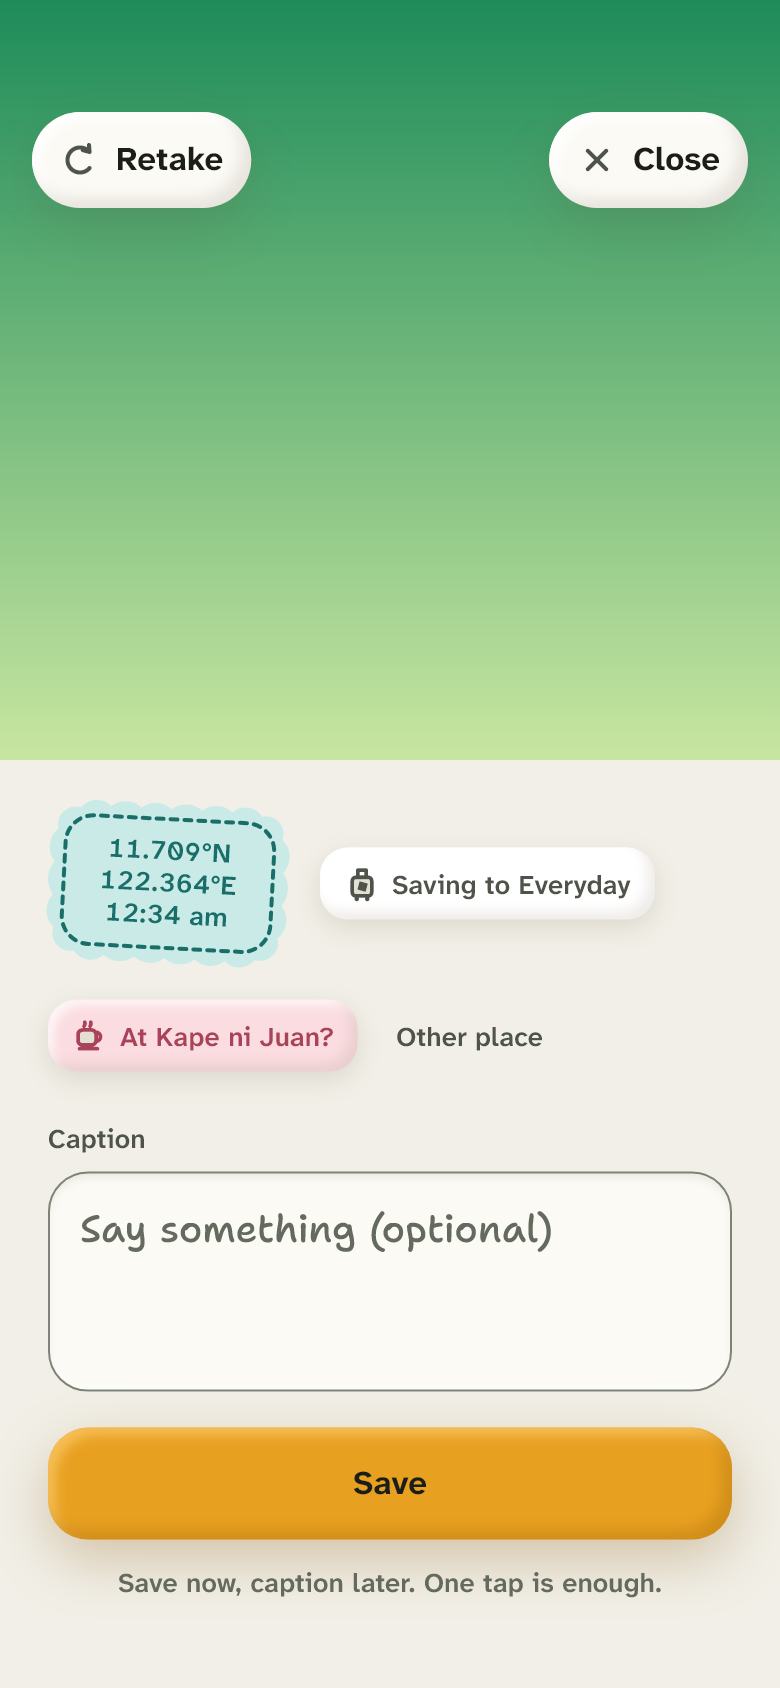 Retake
Close
11.709°N
122.364°E
12:34 am
Saving to Everyday
At Kape ni Juan?
Other place
Caption
Say something (optional)
Save
Save now, caption later. One tap is enough.